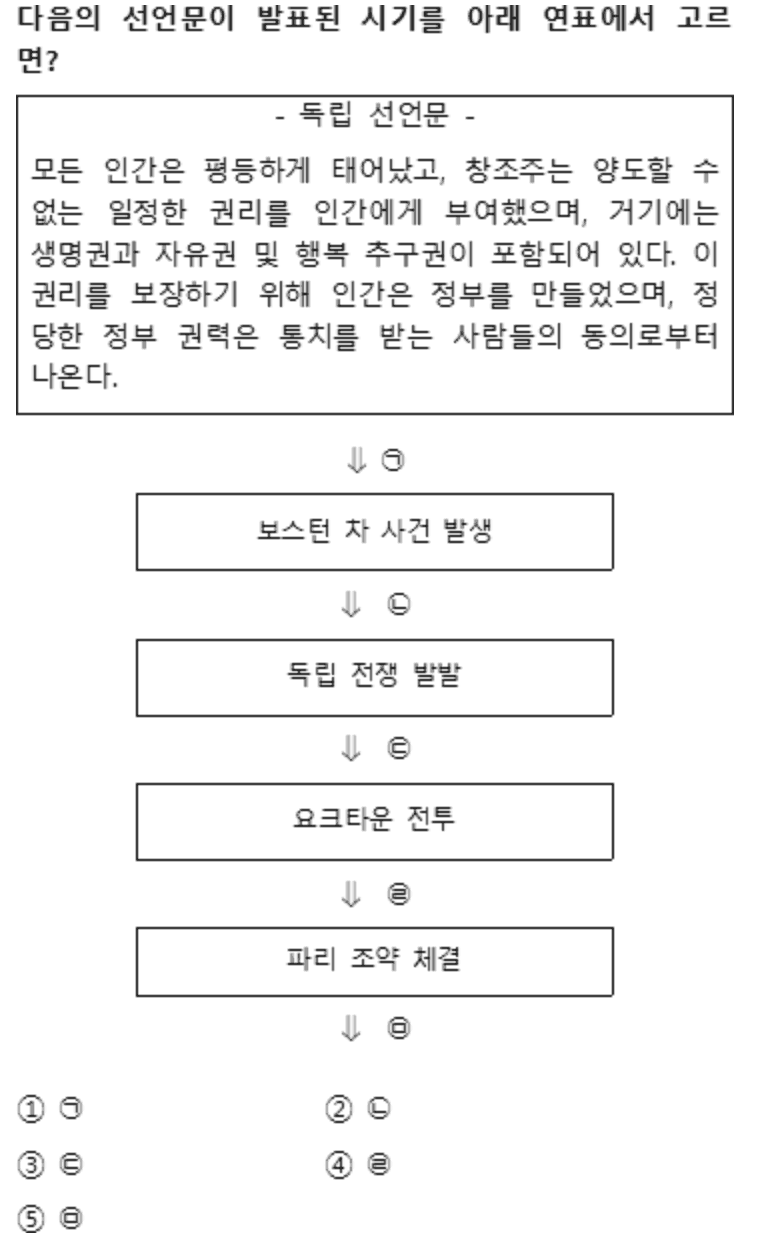 다음의 선언문이 발표된 시기를 아래 연표에서 고르
면?
- 독립 선언문 -
모든 인간은 평등하게 태어났고, 창조주는 양도할 수
없는 일정한 권리를 인간에게 부여했으며, 거기에는
생명권과 자유권 및 행복 추구권이 포함되어 있다. 이
권리를 보장하기 위해 인간은 정부를 만들었으며, 정
당한 정부 권력은 통치를 받는 사람들의 동의로부터
나온다.
⇓ ㉠
보스턴 차 사건 발생
⇓ ㉡
독립 전쟁 발발
⇓ ㉢
요크타운 전투
⇓ ㉣
파리 조약 체결
⇓ ㉤
① ㉠ ② ㉡
③ ㉢ ④ ㉣
⑤ ㉤